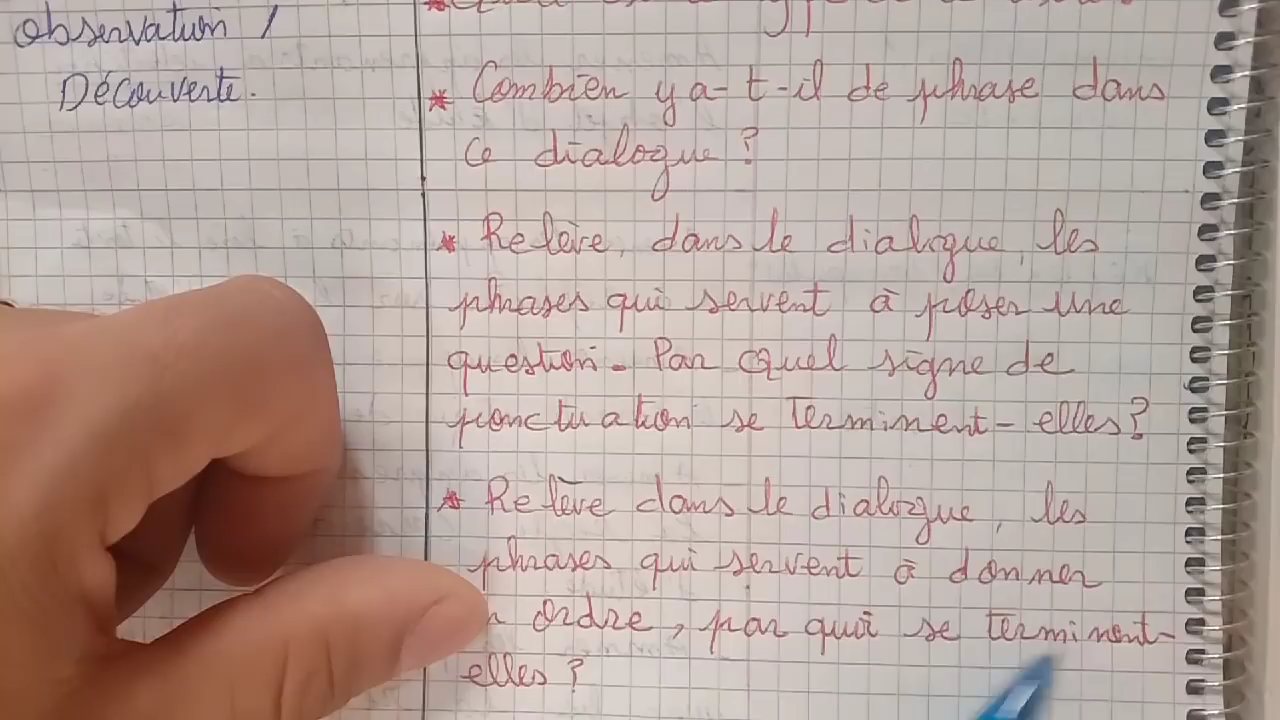 Observation /
Découverte.
* Combien y a-t-il de phrase dans
ce dialogue ?
* Relève, dans le dialogue, les
phrases qui servent à poser une
question. Par quel signe de
ponctuation se terminent-elles ?
* Relève dans le dialogue, les
phrases qui servent à donner
ordre, par quoi se terminent-
elles ?